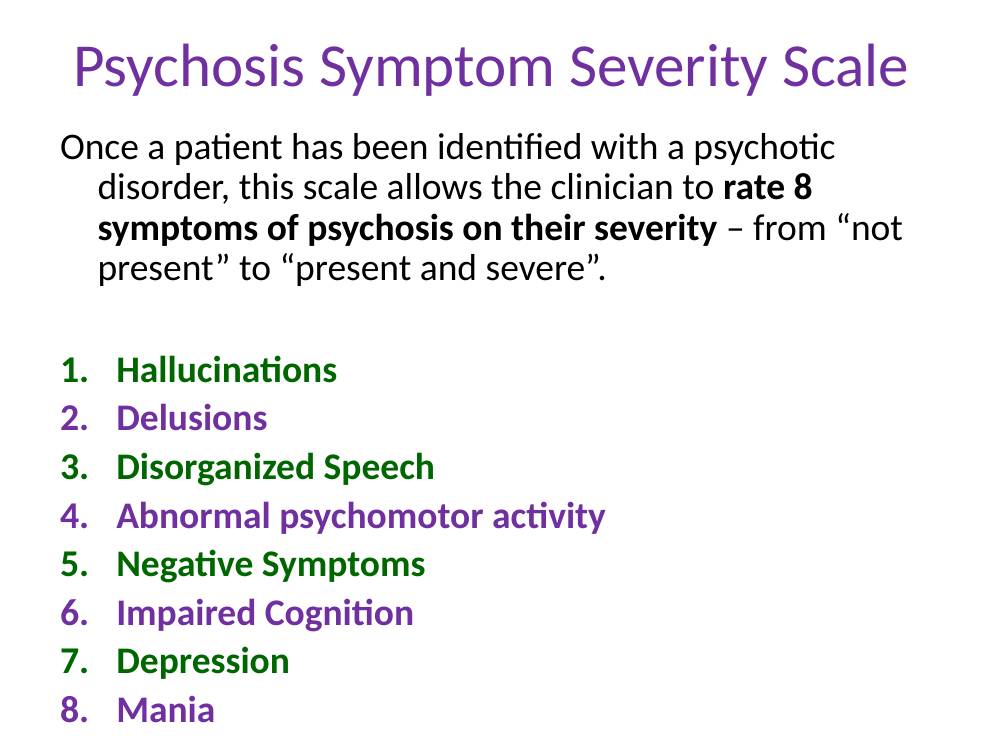 Psychosis Symptom Severity Scale
Once a patient has been identified with a psychotic
disorder, this scale allows the clinician to rate 8
symptoms of psychosis on their severity – from “not
present” to “present and severe”.
1. Hallucinations
2. Delusions
3. Disorganized Speech
4. Abnormal psychomotor activity
5. Negative Symptoms
6. Impaired Cognition
7. Depression
8. Mania